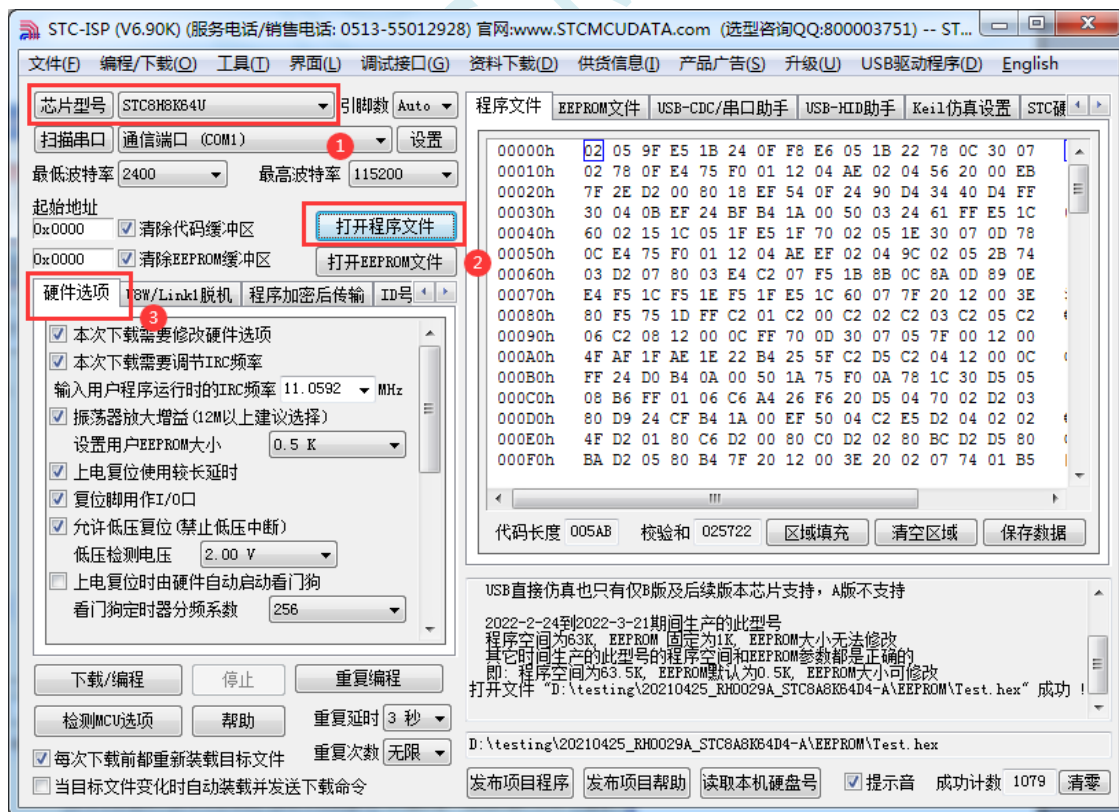 STC-ISP (V6.90K) (服务电话/销售电话: 0513-55012928) 官网:www.STCMCUDATA.com (选型咨询QQ:800003751) -- ST...
文件(F) 编程/下载(O) 工具(T) 界面(L) 调试接口(G) 资料下载(D) 供货信息(I) 产品广告(S) 升级(U) USB驱动程序(D) English
芯片型号 STC8H8K64U 引脚数 Auto
扫描串口 通信端口 (COM1) 设置
1
最低波特率 2400 最高波特率 115200
起始地址
0x0000 清除代码缓冲区 打开程序文件
0x0000 清除EEPROM缓冲区 打开EEPROM文件
2
硬件选项 U8W/Link1脱机 程序加密后传输 ID号
3
本次下载需要修改硬件选项
本次下载需要调节IRC频率
输入用户程序运行时的IRC频率 11.0592 MHz
振荡器放大增益(12M以上建议选择)
设置用户EEPROM大小 0.5 K
上电复位使用较长延时
复位脚用作I/O口
允许低压复位(禁止低压中断)
低压检测电压 2.00 V
上电复位时由硬件自动启动看门狗
看门狗定时器分频系数 256
下载/编程 停止 重复编程
检测MCU选项 帮助 重复延时 3 秒
每次下载前都重新装载目标文件 重复次数 无限
当目标文件变化时自动装载并发送下载命令
程序文件 EEPROM文件 USB-CDC/串口助手 USB-HID助手 Keil仿真设置 STC硬
00000h 02 05 9F E5 1B 24 0F F8 E6 05 1B 22 78 0C 30 07
00010h 02 78 0F E4 75 F0 01 12 04 AE 02 04 56 20 00 EB
00020h 7F 2E D2 00 80 18 EF 54 0F 24 90 D4 34 40 D4 FF
00030h 30 04 0B EF 24 BF B4 1A 00 50 03 24 61 FF E5 1C
00040h 60 02 15 1C 05 1F E5 1F 70 02 05 1E 30 07 0D 78
00050h 0C E4 75 F0 01 12 04 AE EF 02 04 9C 02 05 2B 74
00060h 03 D2 07 80 03 E4 C2 07 F5 1B 8B 0C 8A 0D 89 0E
00070h E4 F5 1C F5 1E F5 1F E5 1C 60 07 7F 20 12 00 3E
00080h 80 F5 75 1D FF C2 01 C2 00 C2 02 C2 03 C2 05 C2
00090h 06 C2 08 12 00 0C FF 70 0D 30 07 05 7F 00 12 00
000A0h 4F AF 1F AE 1E 22 B4 25 5F C2 D5 C2 04 12 00 0C
000B0h FF 24 D0 B4 0A 00 50 1A 75 F0 0A 78 1C 30 D5 05
000C0h 08 B6 FF 01 06 C6 A4 26 F6 20 D5 04 70 02 D2 03
000D0h 80 D9 24 CF B4 1A 00 EF 50 04 C2 E5 D2 04 02 02
000E0h 4F D2 01 80 C6 D2 00 80 C0 D2 02 80 BC D2 D5 80
000F0h BA D2 05 80 B4 7F 20 12 00 3E 20 02 07 74 01 B5
代码长度 005AB 校验和 025722 区域填充 清空区域 保存数据
USB直接仿真也只有仅B版及后续版本芯片支持，A版不支持
2022-2-24到2022-3-21期间生产的此型号
程序空间为63K, EEPROM 固定为1K, EEPROM大小无法修改
其它时间生产的此型号的程序空间和EEPROM参数都是正确的
即: 程序空间为63.5K, EEPROM默认为0.5K, EEPROM大小可修改
打开文件 "D:\testing\20210425_RH0029A_STC8A8K64D4-A\EEPROM\Test.hex" 成功 !
D:\testing\20210425_RH0029A_STC8A8K64D4-A\EEPROM\Test.hex
发布项目程序 发布项目帮助 读取本机硬盘号 提示音 成功计数 1079 清零